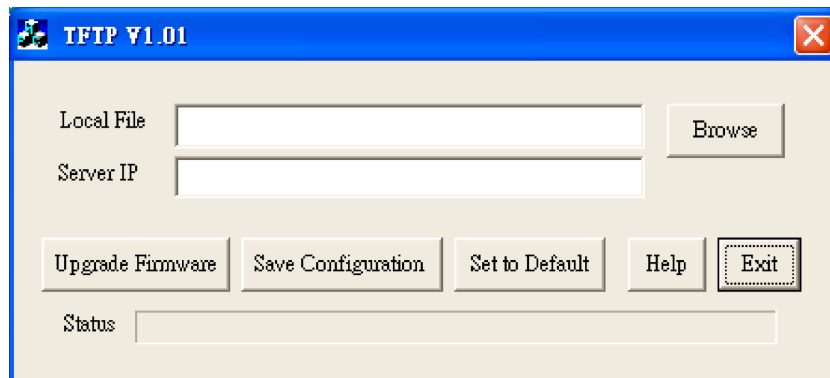 TFTP V1.01
Local File
Browse
Server IP
Upgrade Firmware Save Configuration Set to Default Help Exit
Status